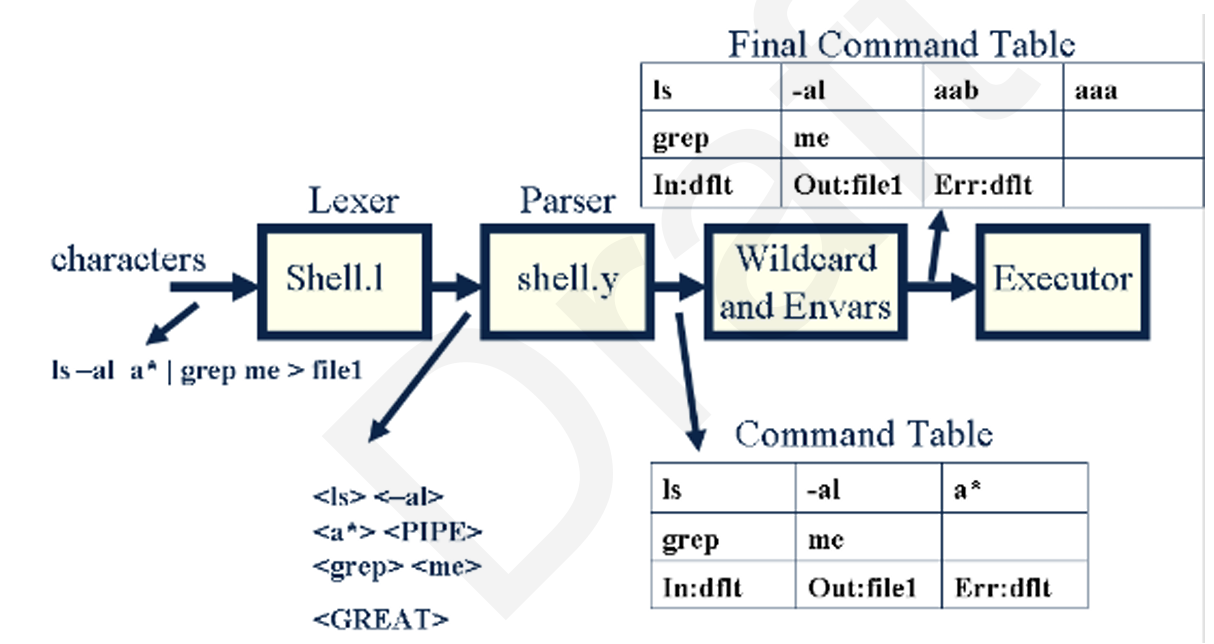 Final Command Table
ls -al aab aaa
grep me
In:dflt Out:file1 Err:dflt
Lexer Parser
characters
Shell.l shell.y Wildcard and Envars Executor
ls –al a* | grep me > file1
Command Table
ls -al a*
grep me
In:dflt Out:file1 Err:dflt
<ls> <–al>
<a*> <PIPE>
<grep> <me>
<GREAT>
Draft